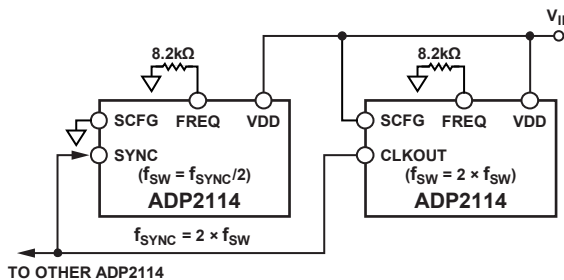 V_I
8.2kΩ
8.2kΩ
SCFG FREQ VDD
SCFG FREQ VDD
SYNC
CLKOUT
(f_SW = f_SYNC/2)
(f_SW = 2 × f_SW)
ADP2114
ADP2114
f_SYNC = 2 × f_SW
TO OTHER ADP2114